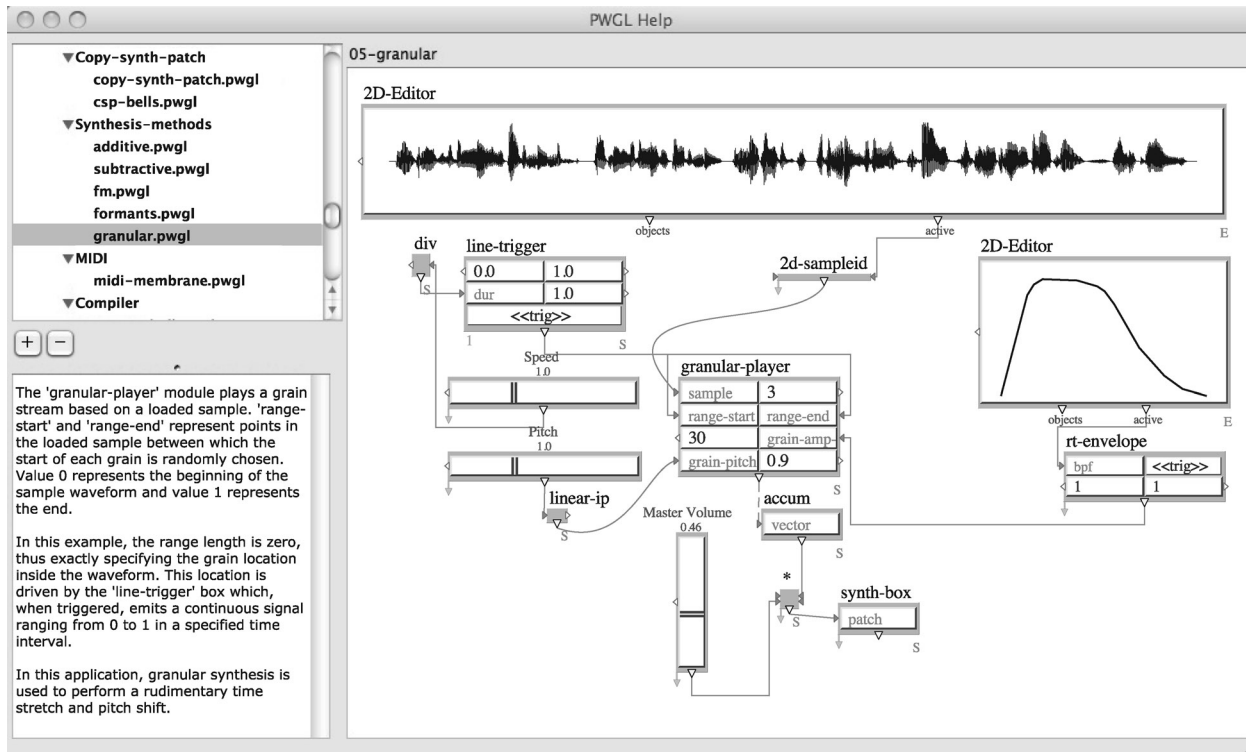 PWGL Help
▼Copy-synth-patch
copy-synth-patch.pwgl
csp-bells.pwgl
▼Synthesis-methods
additive.pwgl
subtractive.pwgl
fm.pwgl
formants.pwgl
granular.pwgl
▼MIDI
midi-membrane.pwgl
▼Compiler
+ −
The 'granular-player' module plays a grain
stream based on a loaded sample. 'range-
start' and 'range-end' represent points in
the loaded sample between which the
start of each grain is randomly chosen.
Value 0 represents the beginning of the
sample waveform and value 1 represents
the end.
In this example, the range length is zero,
thus exactly specifying the grain location
inside the waveform. This location is
driven by the 'line-trigger' box which,
when triggered, emits a continuous signal
ranging from 0 to 1 in a specified time
interval.
In this application, granular synthesis is
used to perform a rudimentary time
stretch and pitch shift.
05-granular
2D-Editor
objects active E
div
S
line-trigger
0.0 1.0
dur 1.0
<<trig>>
1 S
2d-sampleid
2D-Editor
objects active E
Speed
1.0
Pitch
1.0
linear-ip
S
granular-player
sample 3
range-start range-end
30 grain-amp-
grain-pitch 0.9
S
rt-envelope
bpf <<trig>>
1 1
S
accum
vector
S
Master Volume
0.46
*
S
synth-box
patch
S